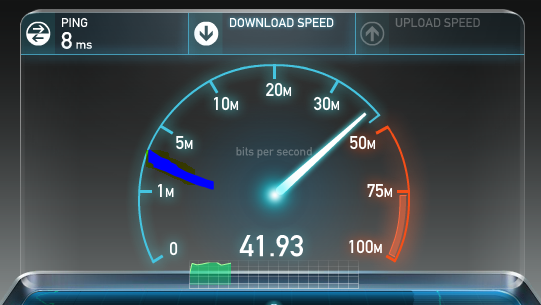 PING
8 ms
DOWNLOAD SPEED
UPLOAD SPEED
20M
10M
30M
5M
50M
bits per second
1M
75M
0
41.93
100M